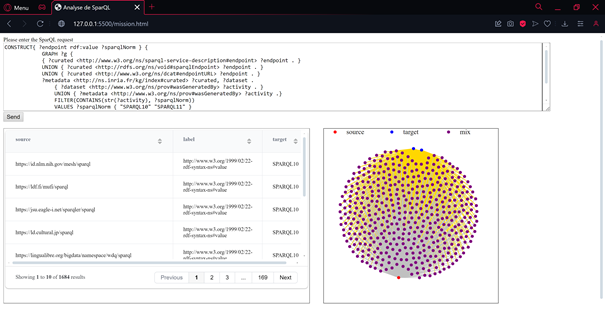 Menu
Analyse de SparQL
127.0.0.1:5500/mission.html
Please enter the SparQL request
CONSTRUCT{ ?endpoint rdf:value ?sparqlNorm } {
GRAPH ?g {
{ ?curated <http://www.w3.org/ns/sparql-service-description#endpoint> ?endpoint . }
UNION { ?curated <http://rdfs.org/ns/void#sparqlEndpoint> ?endpoint . }
UNION { ?curated <http://www.w3.org/ns/dcat#endpointURL> ?endpoint . }
?metadata <http://ns.inria.fr/kg/index#curated> ?curated, ?dataset .
{ ?dataset <http://www.w3.org/ns/prov#wasGeneratedBy> ?activity . }
UNION { ?metadata <http://www.w3.org/ns/prov#wasGeneratedBy> ?activity .}
FILTER(CONTAINS(str(?activity), ?sparqlNorm))
VALUES ?sparqlNorm { "SPARQL10" "SPARQL11" }
Send
source label target
https://id.nlm.nih.gov/mesh/sparql http://www.w3.org/1999/02/22-rdf-syntax-ns#value SPARQL10
https://ldf.fi/mufi/sparql http://www.w3.org/1999/02/22-rdf-syntax-ns#value SPARQL10
http://www.w3.org/1999/02/22-rdf-syntax-ns#value SPARQL10
https://ld.cultural.jp/sparql http://www.w3.org/1999/02/22-rdf-syntax-ns#value SPARQL10
https://lingualibre.org/bigdata/namespace/wdq/sparql http://www.w3.org/1999/02/22-rdf-syntax-ns#value SPARQL10
Showing 1 to 10 of 1684 results
Previous 1 2 3 ... 169 Next
source target mix